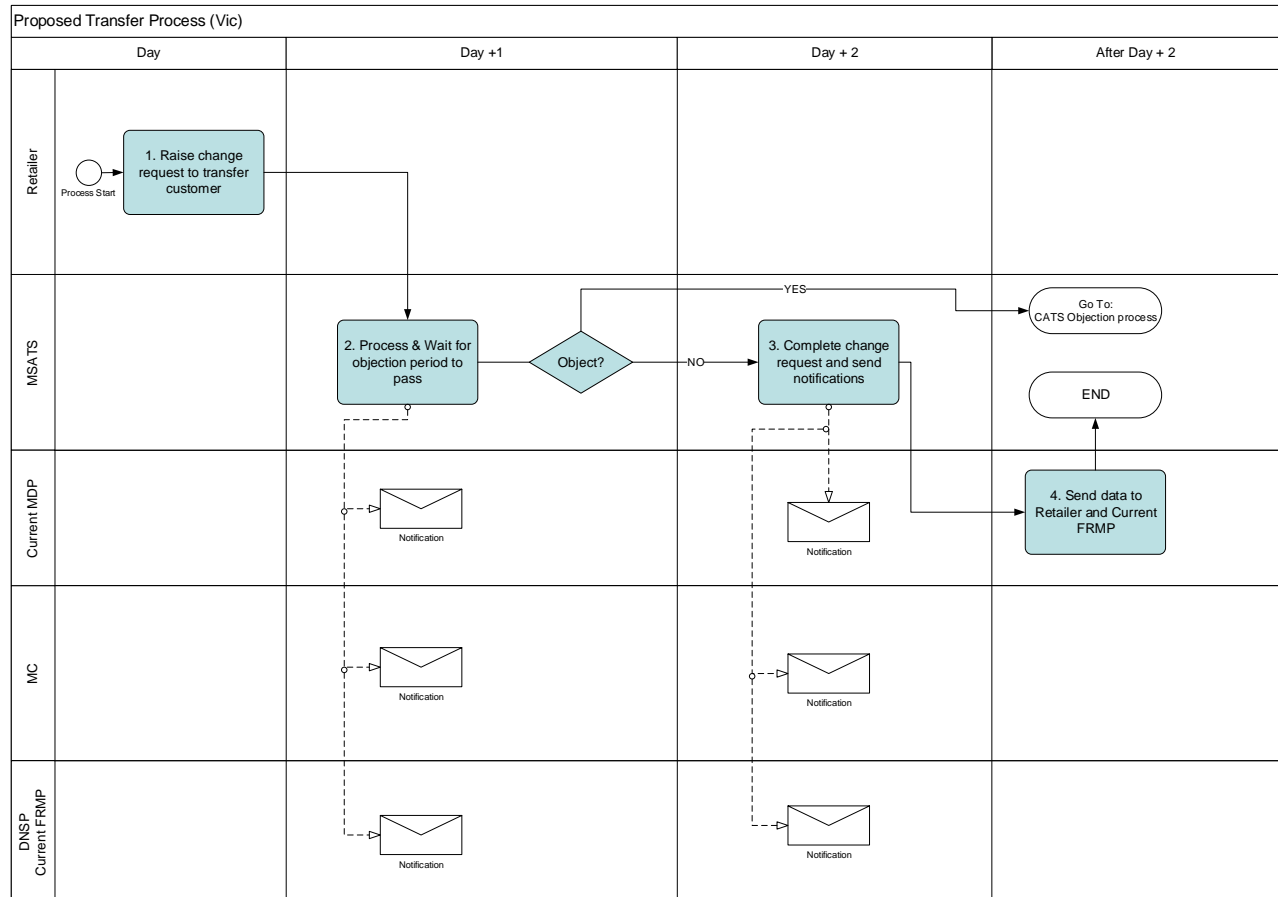 Proposed Transfer Process (Vic)
Day
Day +1
Day + 2
After Day + 2
Retailer
Process Start
1. Raise change
request to transfer
customer
MSATS
2. Process & Wait for
objection period to
pass
Object?
YES
NO
3. Complete change
request and send
notifications
Go To:
CATS Objection process
END
Current MDP
Notification
Notification
4. Send data to
Retailer and Current
FRMP
MC
Notification
Notification
DNSP
Current FRMP
Notification
Notification